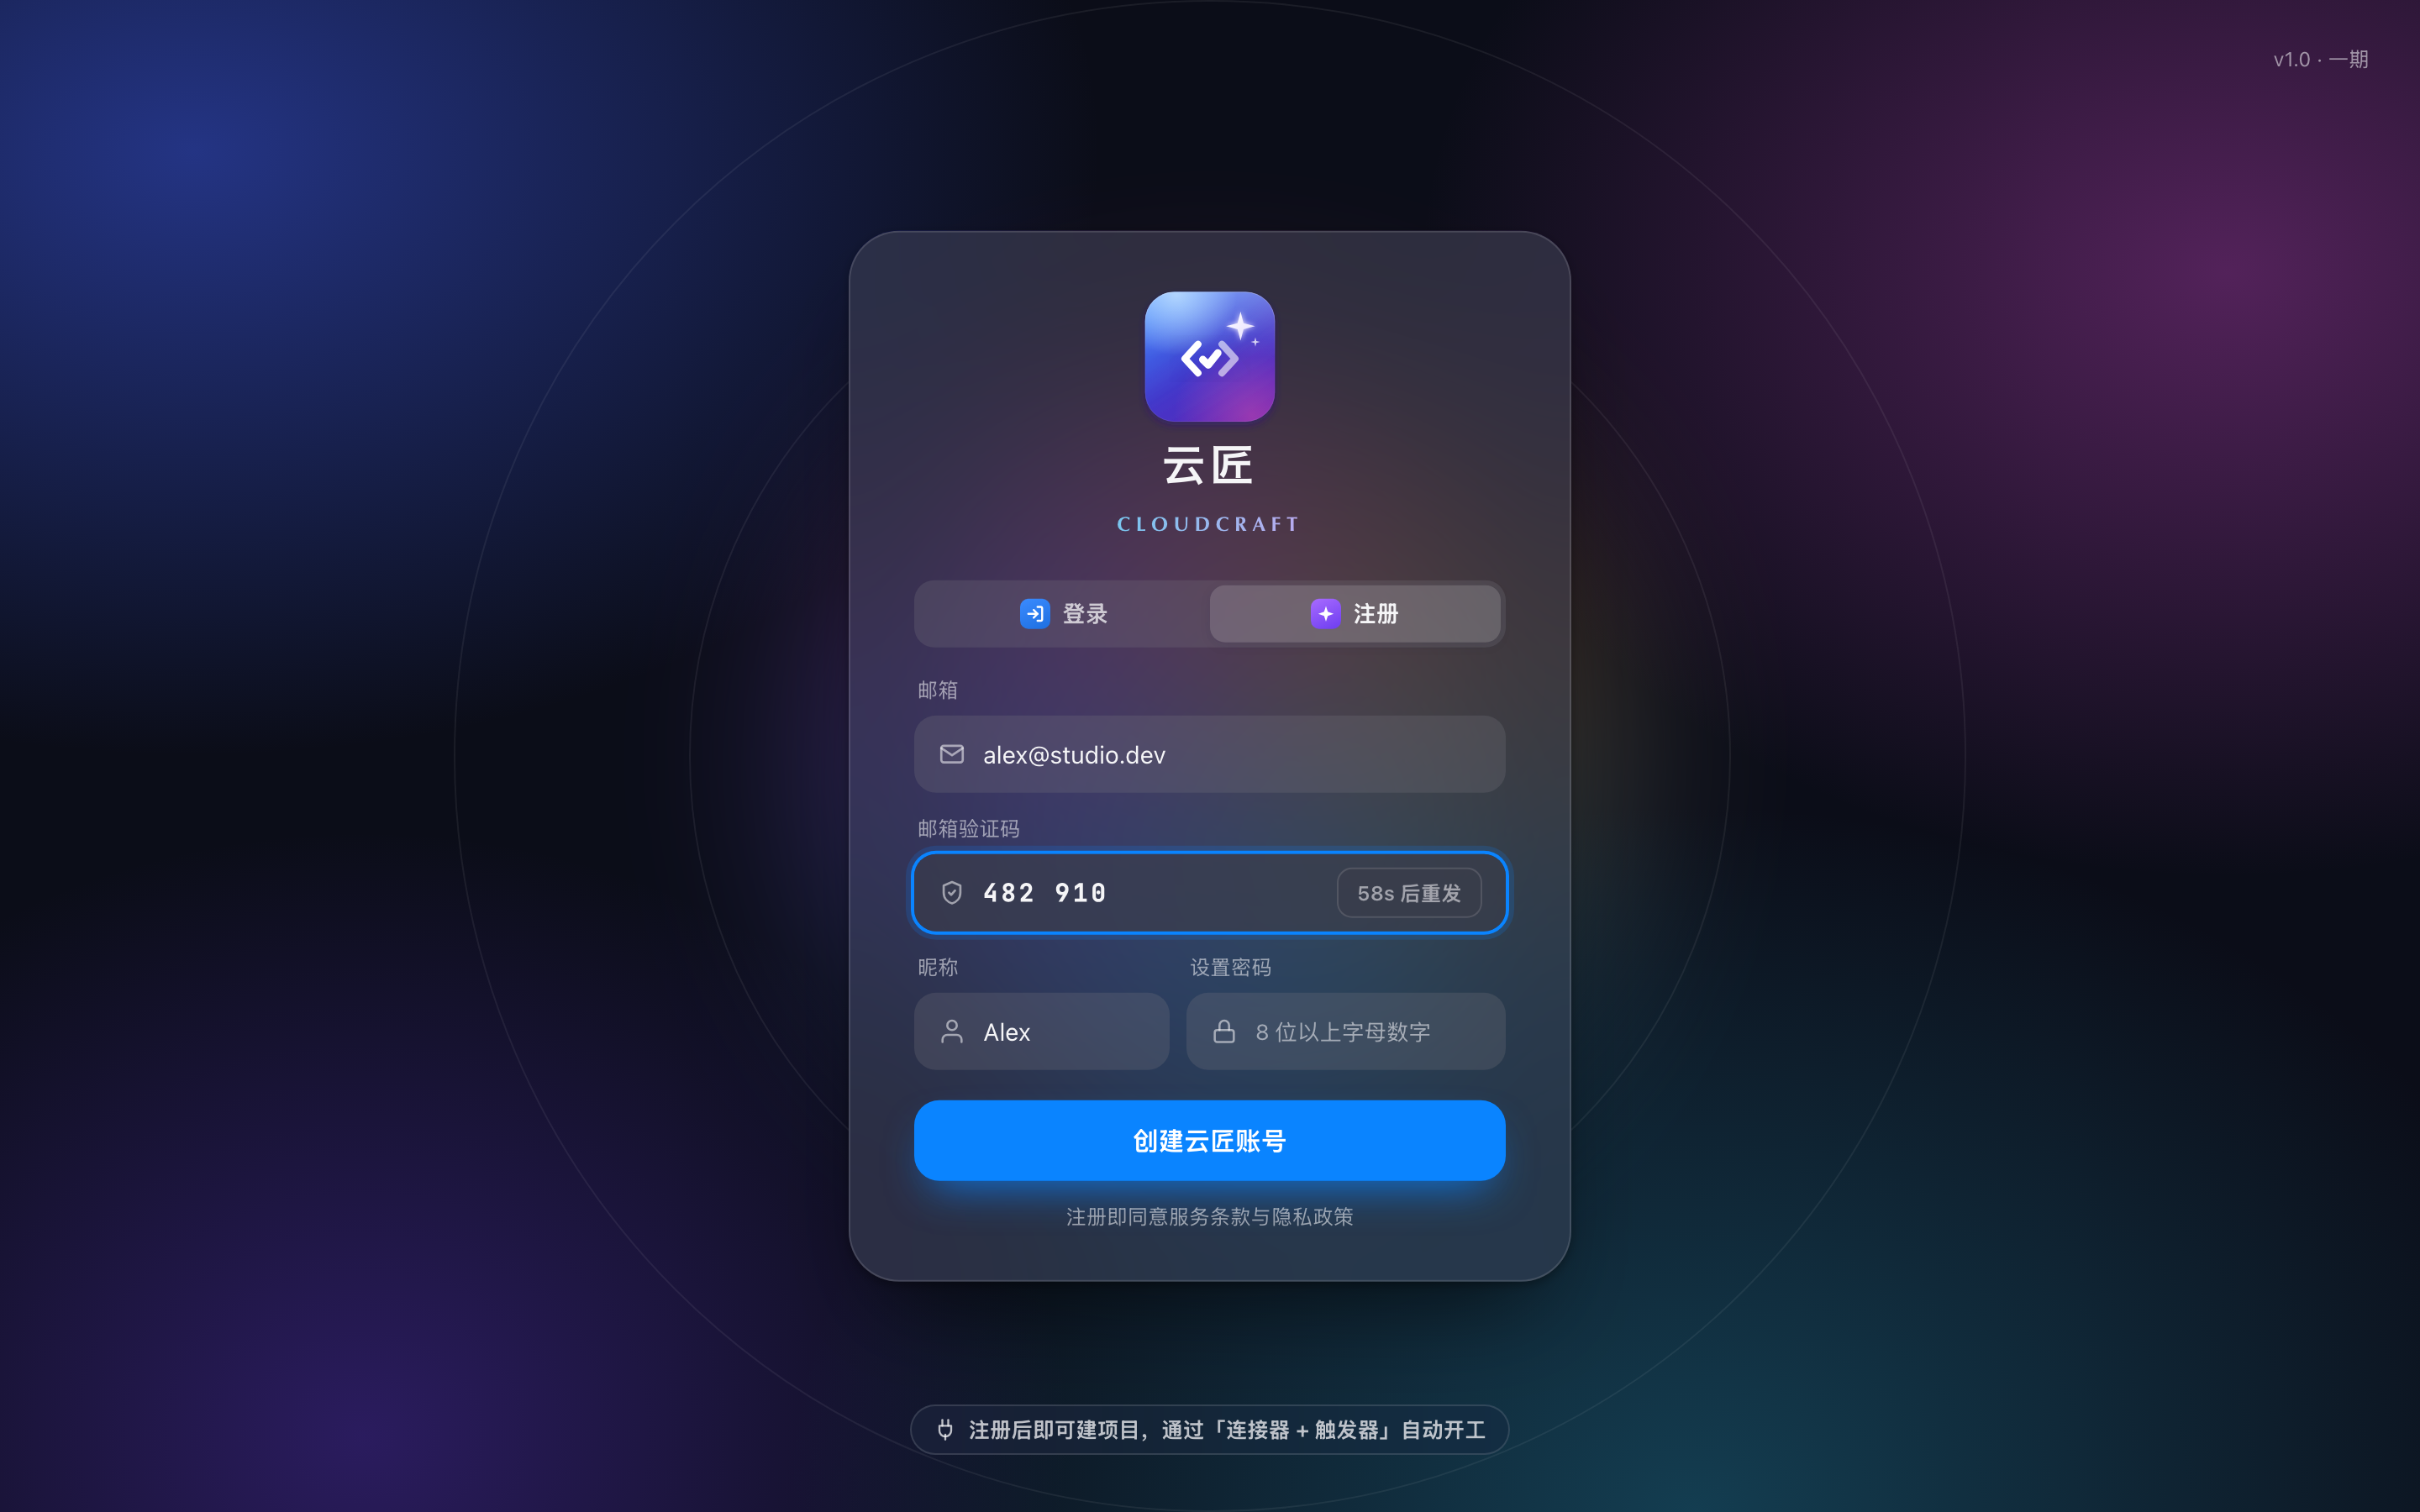 v1.0 · 一期
云匠
CLOUDCRAFT
登录 注册
邮箱
alex@studio.dev
邮箱验证码
482 910 58s 后重发
昵称 设置密码
Alex 8 位以上字母数字
创建云匠账号
注册即同意服务条款与隐私政策
注册后即可建项目，通过「连接器 + 触发器」自动开工